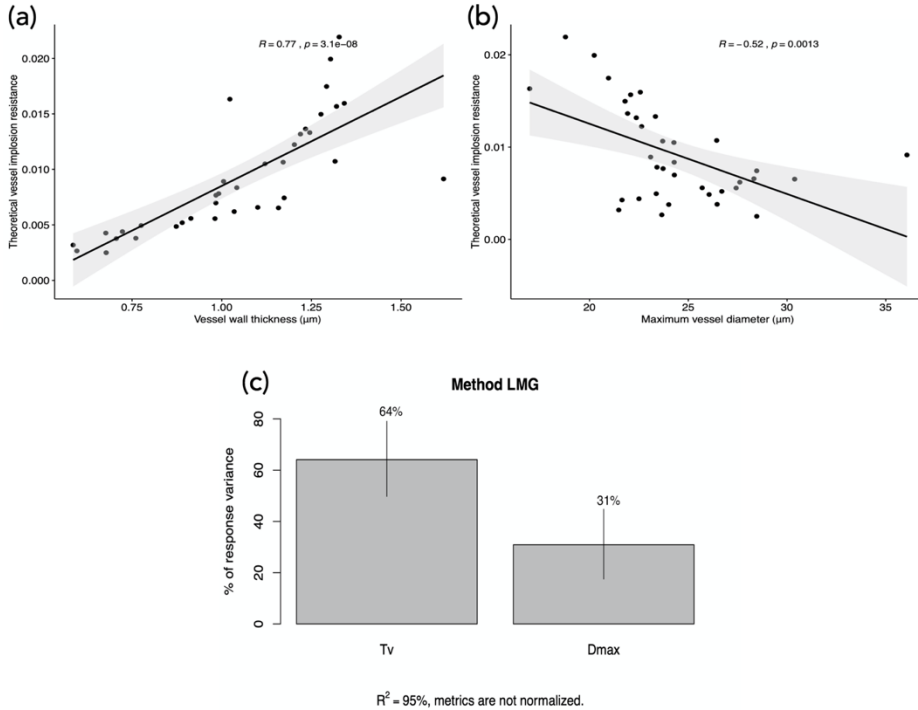 (a)
R = 0.77 , p = 3.1e−08
Theoretical vessel implosion resistance
0.020
0.015
0.010
0.005
0.000
0.75 1.00 1.25 1.50
Vessel wall thickness (μm)
(b)
R = −0.52 , p = 0.0013
Theoretical vessel implosion resistance
0.02
0.01
0.00
20 25 30 35
Maximum vessel diameter (μm)
(c)
Method LMG
% of response variance
80
60
40
20
0
64%
31%
Tv Dmax
R² = 95%, metrics are not normalized.